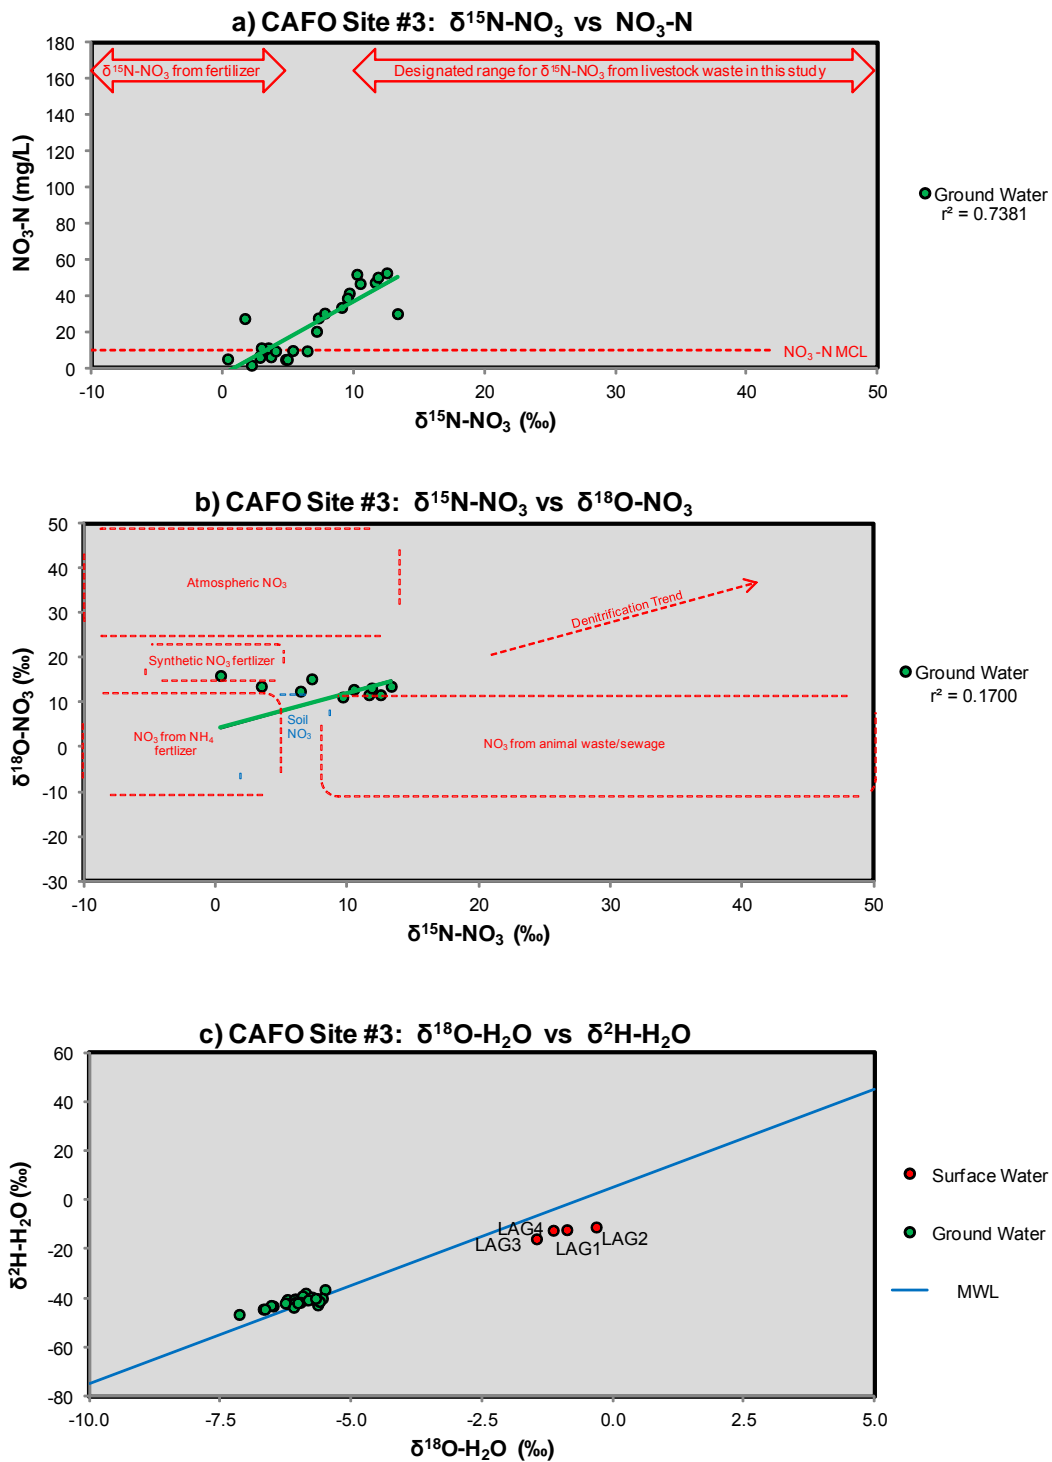 a) CAFO Site #3: δ¹⁵N-NO₃ vs NO₃-N
180
160
140
120
100
80
60
40
20
0
NO₃-N (mg/L)
δ¹⁵N-NO₃ from fertilizer
Designated range for δ¹⁵N-NO₃ from livestock waste in this study
NO₃-N MCL
-10
0
10
20
30
40
50
δ¹⁵N-NO₃ (‰)
Ground Water
r² = 0.7381
b) CAFO Site #3: δ¹⁵N-NO₃ vs δ¹⁸O-NO₃
50
40
30
20
10
0
-10
-20
-30
δ¹⁸O-NO₃ (‰)
Atmospheric NO₃
Denitrification Trend
Synthetic NO₃ fertlizer
Soil
NO₃
NO₃ from NH₄
fertlizer
NO₃ from animal waste/sewage
-10
0
10
20
30
40
50
δ¹⁵N-NO₃ (‰)
Ground Water
r² = 0.1700
c) CAFO Site #3: δ¹⁸O-H₂O vs δ²H-H₂O
60
40
20
0
-20
-40
-60
-80
δ²H-H₂O (‰)
LAG4
LAG3
LAG1
LAG2
-10.0
-7.5
-5.0
-2.5
0.0
2.5
5.0
δ¹⁸O-H₂O (‰)
Surface Water
Ground Water
MWL